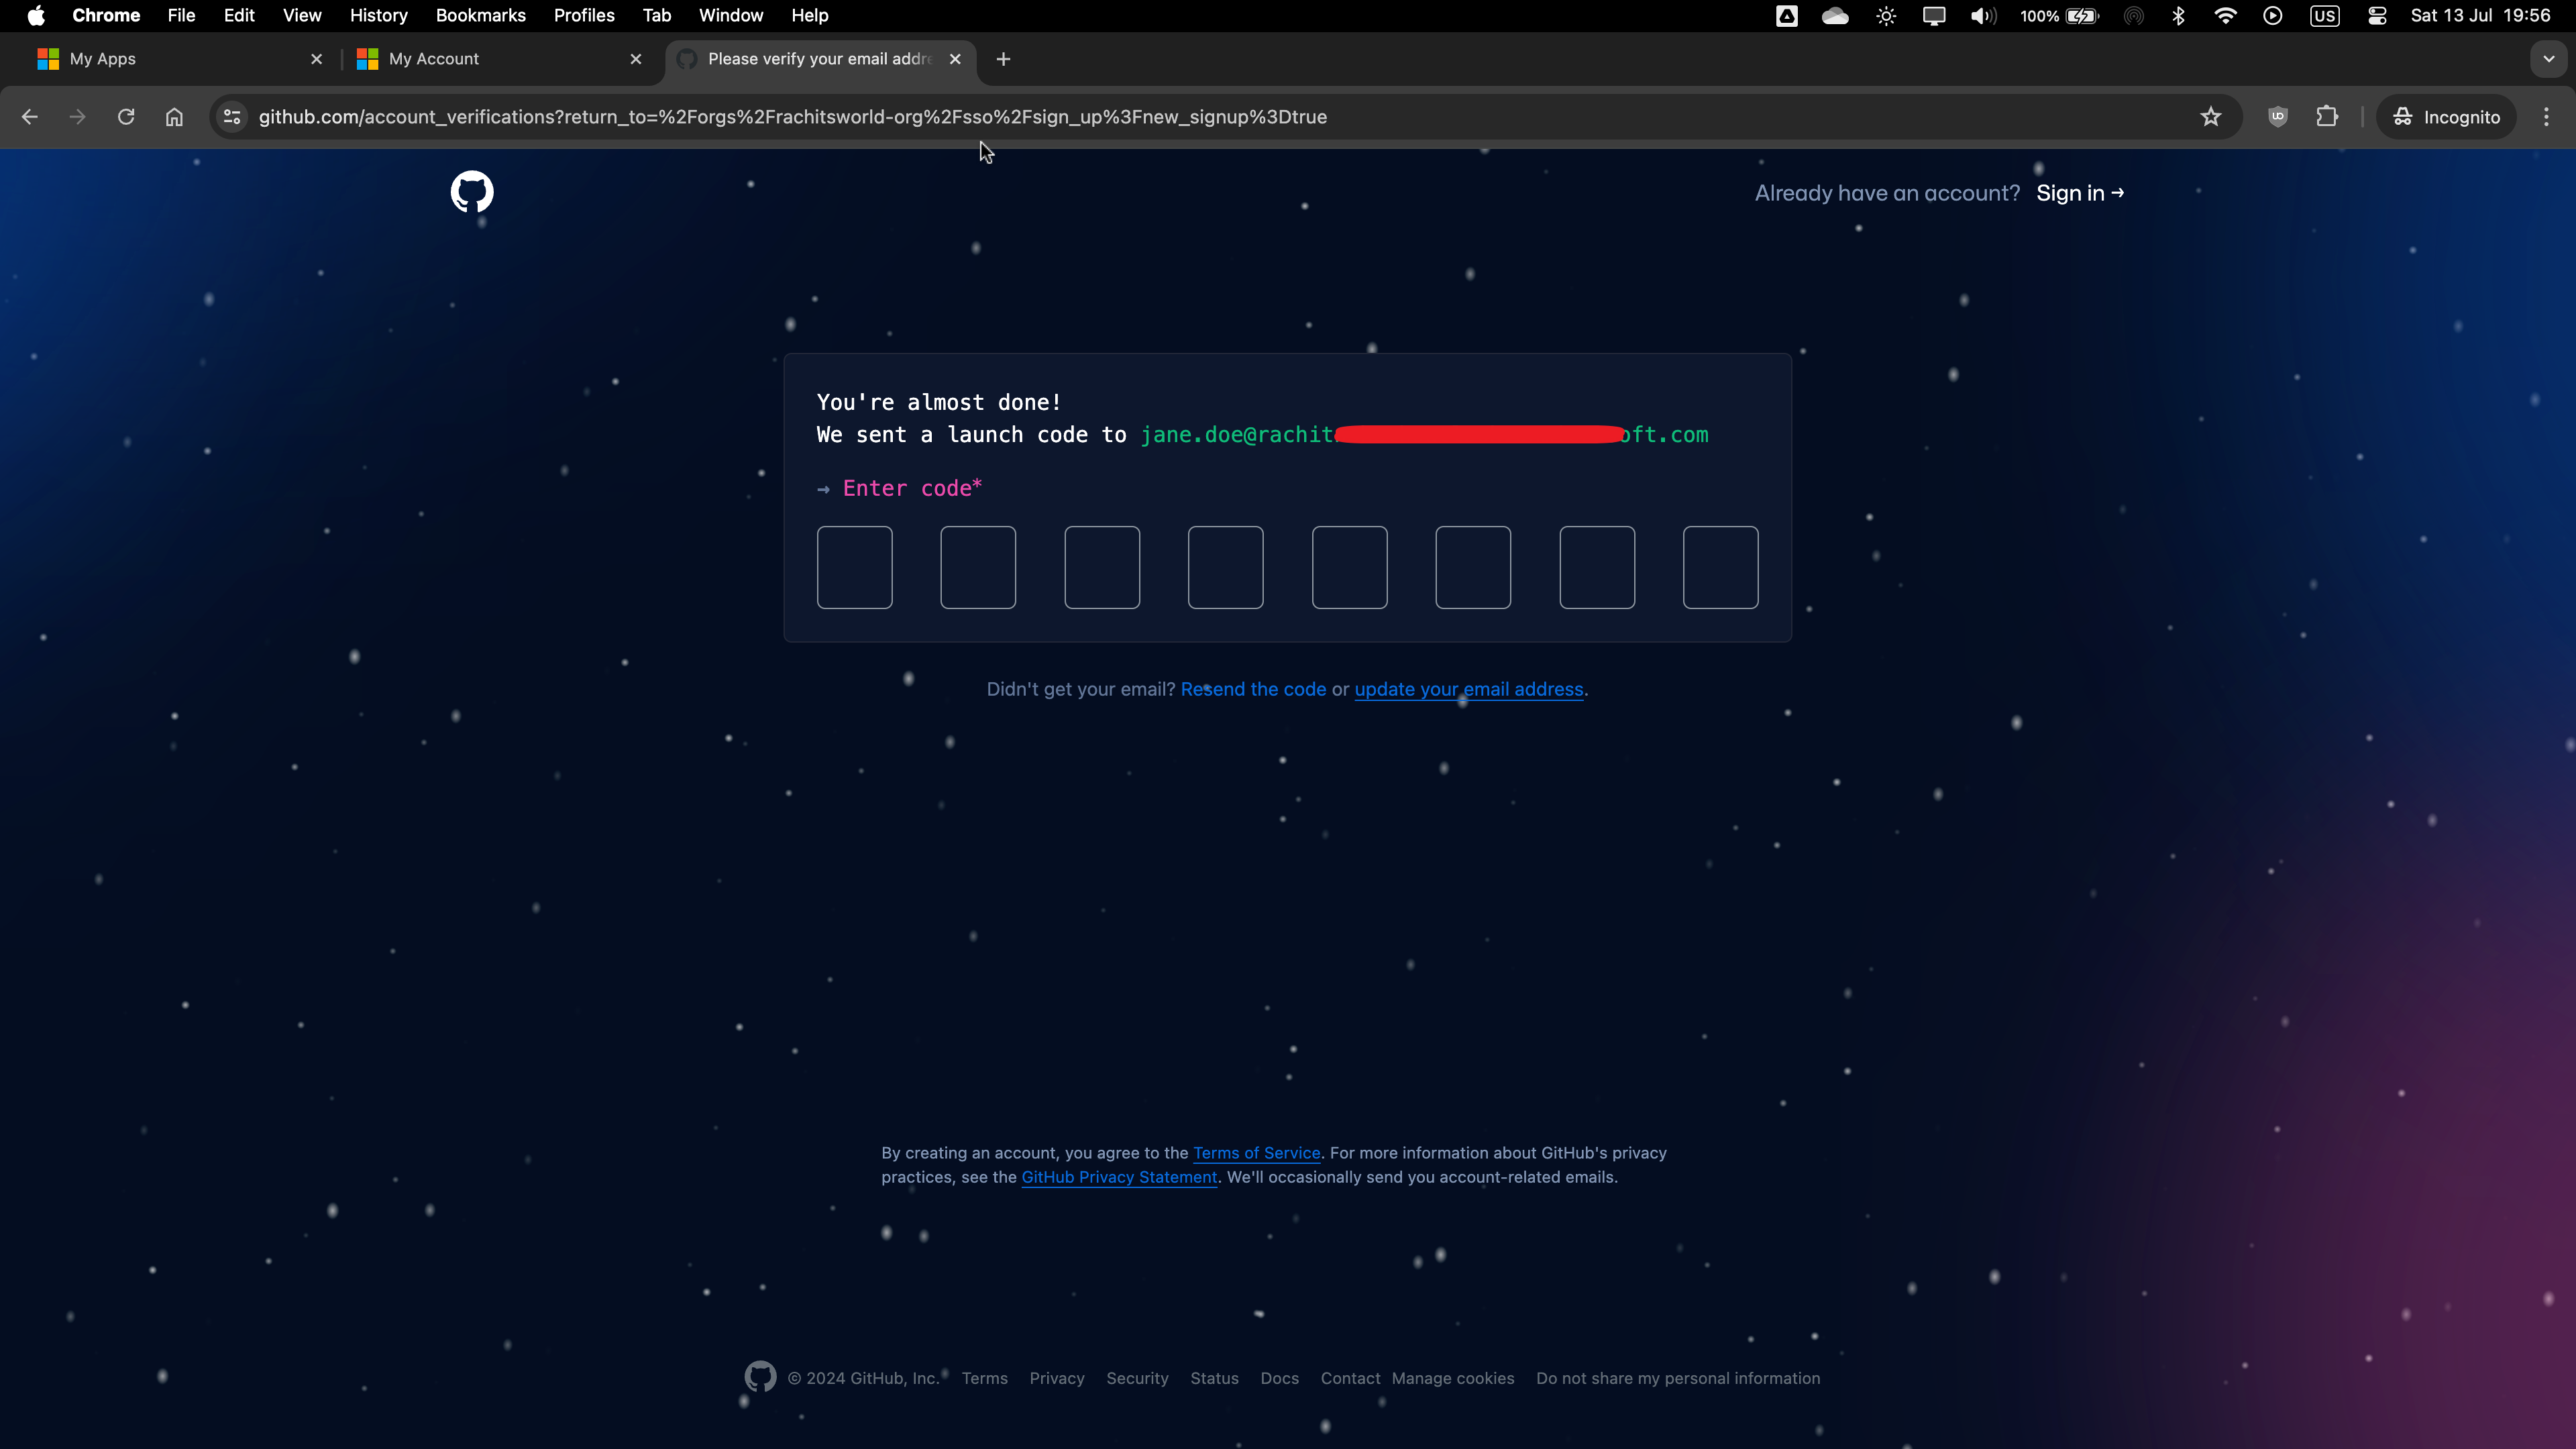 Chrome File Edit View History Bookmarks Profiles Tab Window Help 100% US Sat 13 Jul 19:56
My Apps My Account Please verify your email addre
github.com/account_verifications?return_to=%2Forgs%2Frachitsworld-org%2Fsso%2Fsign_up%3Fnew_signup%3Dtrue Incognito
Already have an account? Sign in →
You're almost done!
We sent a launch code to jane.doe@rachit oft.com
→ Enter code*
Didn't get your email? Resend the code or update your email address.
By creating an account, you agree to the Terms of Service. For more information about GitHub's privacy
practices, see the GitHub Privacy Statement. We'll occasionally send you account-related emails.
© 2024 GitHub, Inc. Terms Privacy Security Status Docs Contact Manage cookies Do not share my personal information